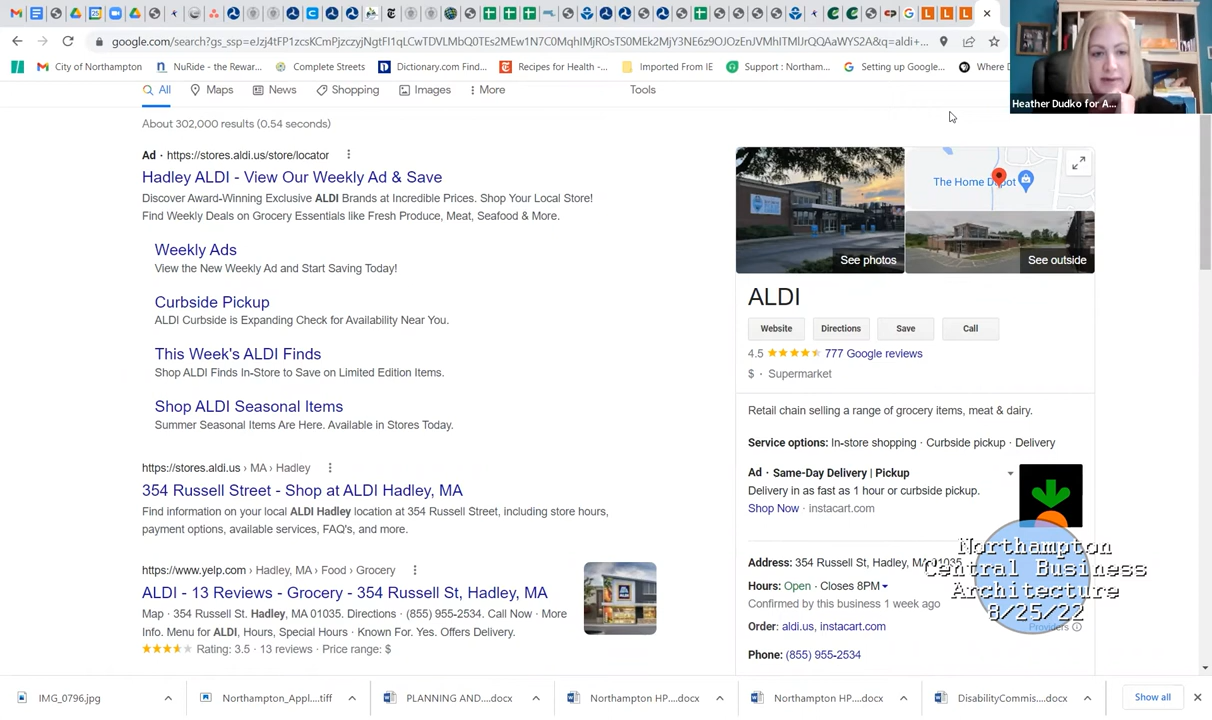 google.com/search?gs_ssp=eJzj4tFP1zcsKCmPjzczyjNgtFI1qLCwTDVLMbQ0TEs2MEw1N7C0MqhIMjROsTS0MEk2MjY3NE6z9OJOzEnJVMhITMlJrQQAaWYS2A&q=aldi+...
City of Northampton
NuRide - the Rewar...
Complete Streets
Dictionary.com Find...
Recipes for Health -...
Imported From IE
Support : Northam...
Setting up Google...
Where D
Heather Dudko for A...
All
Maps
News
Shopping
Images
More
Tools
About 302,000 results (0.54 seconds)
Ad · https://stores.aldi.us/store/locator
Hadley ALDI - View Our Weekly Ad & Save
Discover Award-Winning Exclusive ALDI Brands at Incredible Prices. Shop Your Local Store!
Find Weekly Deals on Grocery Essentials like Fresh Produce, Meat, Seafood & More.
Weekly Ads
View the New Weekly Ad and Start Saving Today!
Curbside Pickup
ALDI Curbside is Expanding Check for Availability Near You.
This Week's ALDI Finds
Shop ALDI Finds In-Store to Save on Limited Edition Items.
Shop ALDI Seasonal Items
Summer Seasonal Items Are Here. Available in Stores Today.
https://stores.aldi.us › MA › Hadley
354 Russell Street - Shop at ALDI Hadley, MA
Find information on your local ALDI Hadley location at 354 Russell Street, including store hours,
payment options, available services, FAQ's, and more.
https://www.yelp.com › Hadley, MA › Food › Grocery
ALDI - 13 Reviews - Grocery - 354 Russell St, Hadley, MA
Map · 354 Russell St. Hadley, MA 01035. Directions · (855) 955-2534. Call Now · More
Info. Menu for ALDI, Hours, Special Hours · Known For. Yes. Offers Delivery.
Rating: 3.5 · 13 reviews · Price range: $
The Home Depot
See photos
See outside
ALDI
Website
Directions
Save
Call
4.5
777 Google reviews
$ · Supermarket
Retail chain selling a range of grocery items, meat & dairy.
Service options: In-store shopping · Curbside pickup · Delivery
Ad · Same-Day Delivery | Pickup
Delivery in as fast as 1 hour or curbside pickup.
Shop Now · instacart.com
Address: 354 Russell St, Hadley, MA 01035
Hours: Open · Closes 8PM
Confirmed by this business 1 week ago
Order: aldi.us, instacart.com
Providers
Phone: (855) 955-2534
Northampton
Central Business
Architecture
8/25/22
IMG_0796.jpg
Northampton_Appl....tiff
PLANNING AND....docx
Northampton HP....docx
Northampton HP....docx
DisabilityCommis....docx
Show all